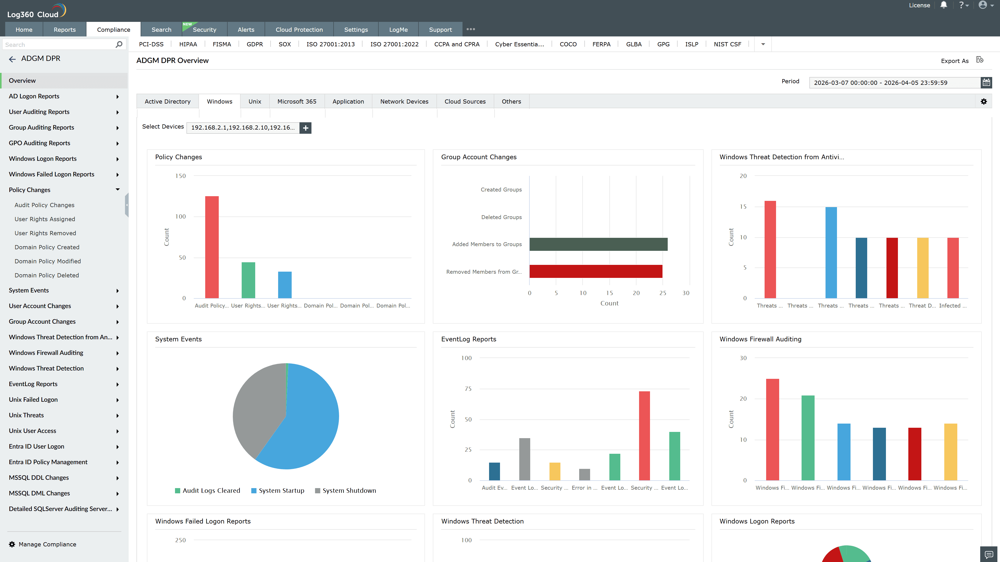 License
?
Log360 Cloud
Home
Reports
Compliance
Search
NEW
Security
Alerts
Cloud Protection
Settings
LogMe
Support
Search
PCI-DSS
HIPAA
FISMA
GDPR
SOX
ISO 27001:2013
ISO 27001:2022
CCPA and CPRA
Cyber Essentia...
COCO
FERPA
GLBA
GPG
ISLP
NIST CSF
ADGM DPR
Overview
AD Logon Reports
User Auditing Reports
Group Auditing Reports
GPO Auditing Reports
Windows Logon Reports
Windows Failed Logon Reports
Policy Changes
Audit Policy Changes
User Rights Assigned
User Rights Removed
Domain Policy Created
Domain Policy Modified
Domain Policy Deleted
System Events
User Account Changes
Group Account Changes
Windows Threat Detection from An...
Windows Firewall Auditing
Windows Threat Detection
EventLog Reports
Unix Failed Logon
Unix Threats
Unix User Access
Entra ID User Logon
Entra ID Policy Management
MSSQL DDL Changes
MSSQL DML Changes
Detailed SQLServer Auditing Server...
Manage Compliance
ADGM DPR Overview
Export As
Period
2026-03-07 00:00:00 - 2026-04-05 23:59:59
Active Directory
Windows
Unix
Microsoft 365
Application
Network Devices
Cloud Sources
Others
Select Devices
192.168.2.1,192.168.2.10,192.16...
+
Policy Changes
150
100
50
0
Count
Audit Policy...
User Rights...
User Rights...
Domain Pol...
Domain Pol...
Domain Pol...
Group Account Changes
Created Groups
Deleted Groups
Added Members to Groups
Removed Members from Gr...
0
5
10
15
20
25
30
Count
Windows Threat Detection from Antivi...
20
15
10
5
0
Count
Threats ...
Threats ...
Threats ...
Threats ...
Threats ...
Threat D...
Infected ...
System Events
Audit Logs Cleared
System Startup
System Shutdown
EventLog Reports
100
75
50
25
0
Count
Audit Ev...
Event Lo...
Security ...
Error in ...
Event Lo...
Security ...
Event Lo...
Windows Firewall Auditing
30
20
10
0
Count
Windows Fi...
Windows Fi...
Windows Fi...
Windows Fi...
Windows Fi...
Windows Fi...
Windows Failed Logon Reports
250
Windows Threat Detection
100
Windows Logon Reports